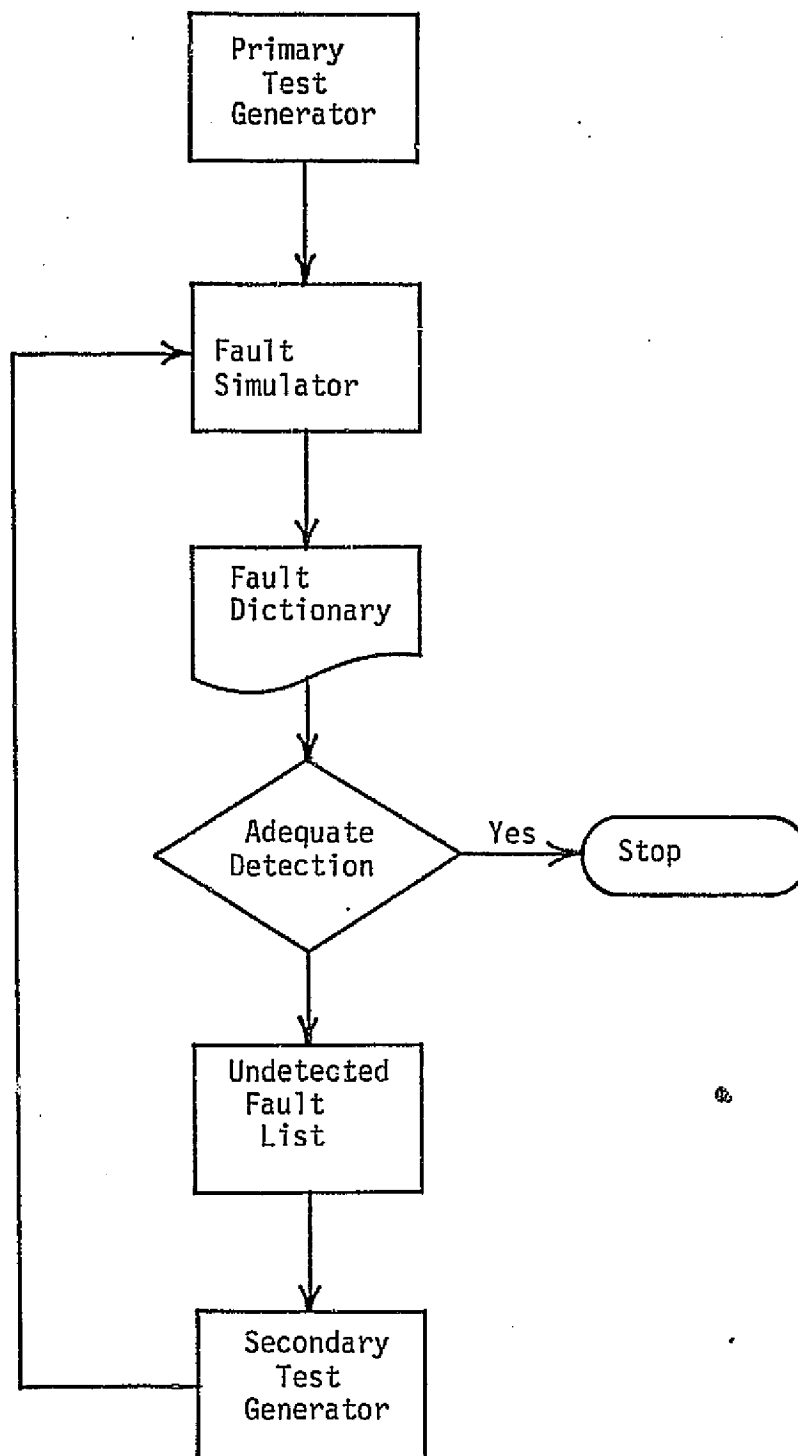 Primary
Test
Generator
Fault
Simulator
Fault
Dictionary
Adequate
Detection
Yes
Stop
Undetected
Fault
List
Secondary
Test
Generator